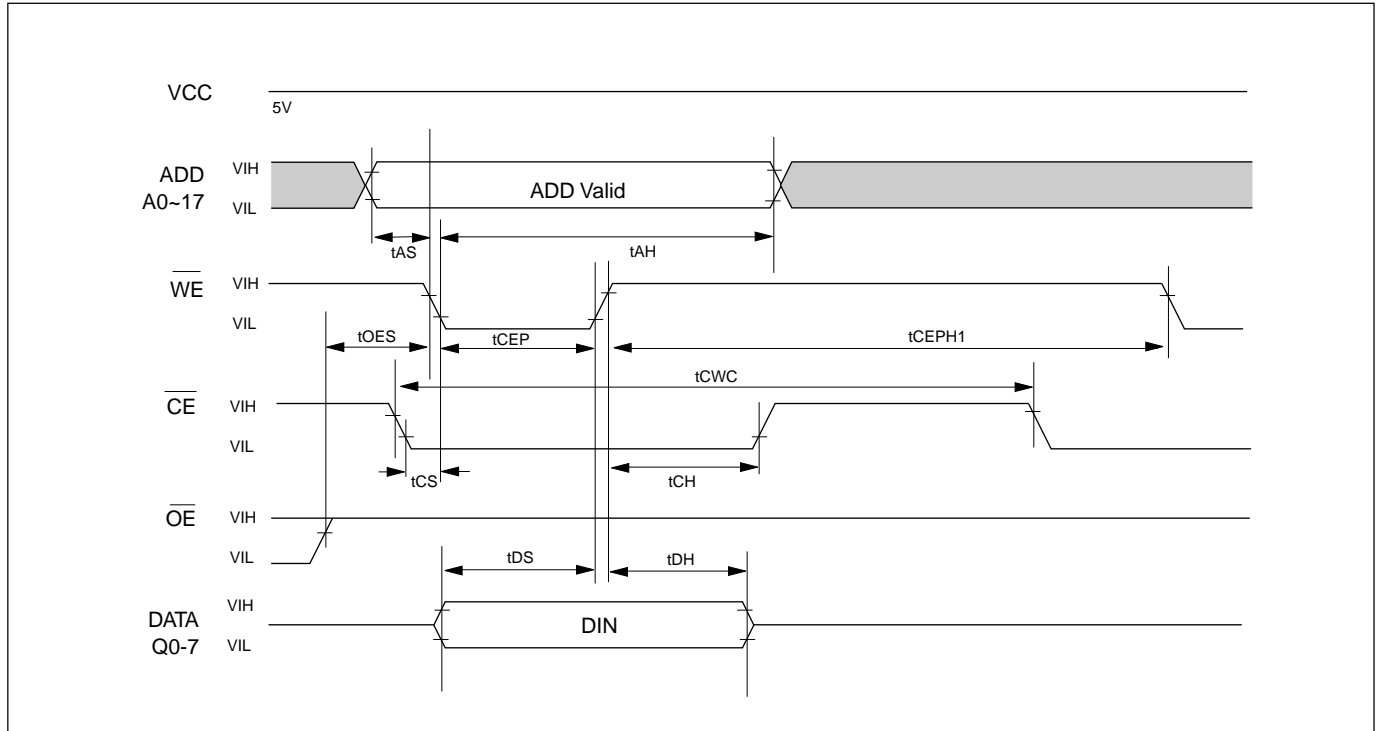 VCC
5V
ADD
A0~17
VIH
VIL
ADD Valid
tAS
tAH
WE
VIH
VIL
tOES
tCEP
tCEPH1
tCWC
CE
VIH
VIL
tCS
tCH
OE
VIH
VIL
tDS
tDH
DATA
Q0-7
VIH
VIL
DIN